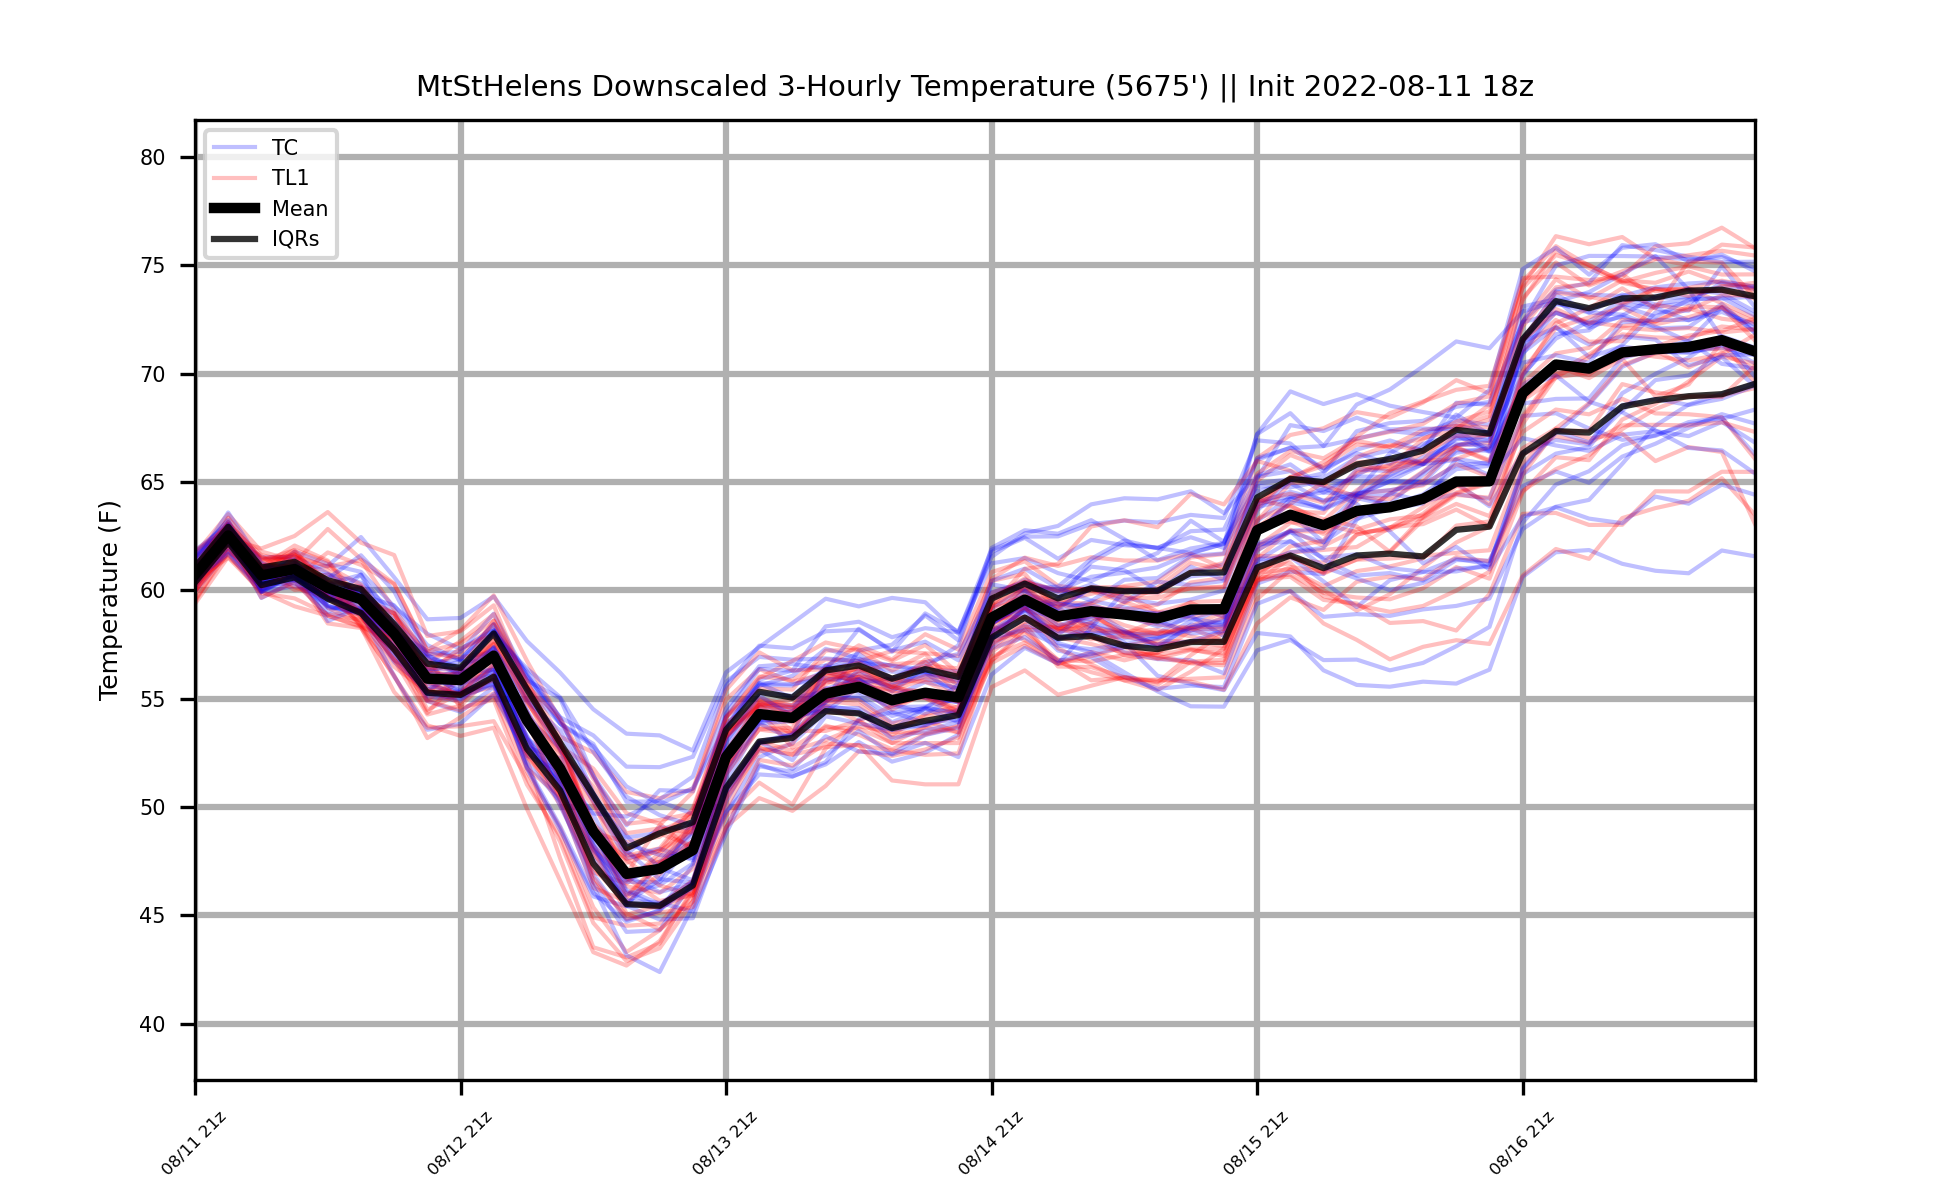 MtStHelens Downscaled 3-Hourly Temperature (5675') || Init 2022-08-11 18z
TC
TL1
Mean
IQRs
Temperature (F)
80
75
70
65
60
55
50
45
40
08/11 21z
08/12 21z
08/13 21z
08/14 21z
08/15 21z
08/16 21z